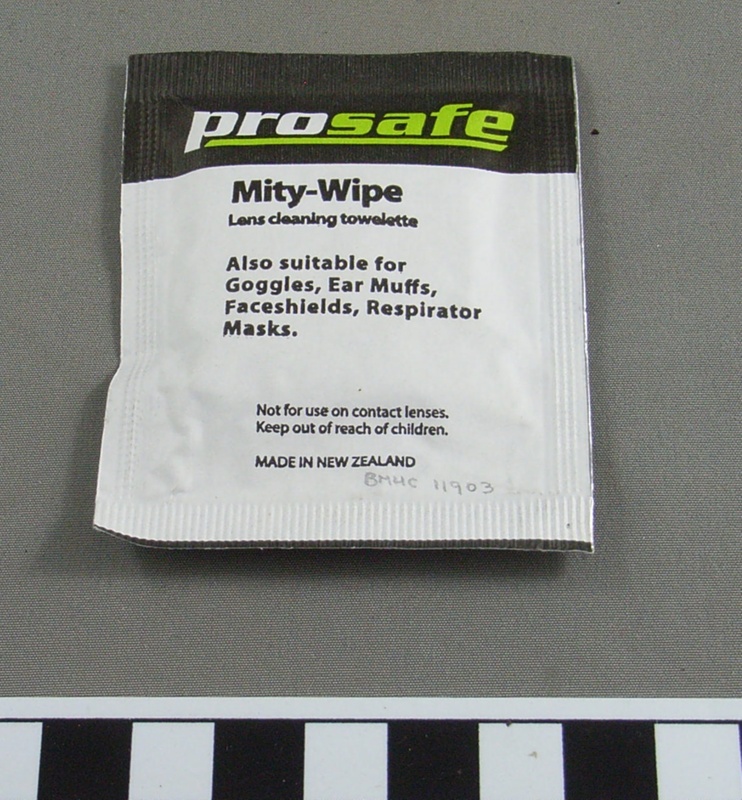 prosafe
Mity-Wipe
Lens cleaning towelette
Also suitable for
Goggles, Ear Muffs,
Faceshields, Respirator
Masks.
Not for use on contact lenses.
Keep out of reach of children.
MADE IN NEW ZEALAND
BMHC 11903